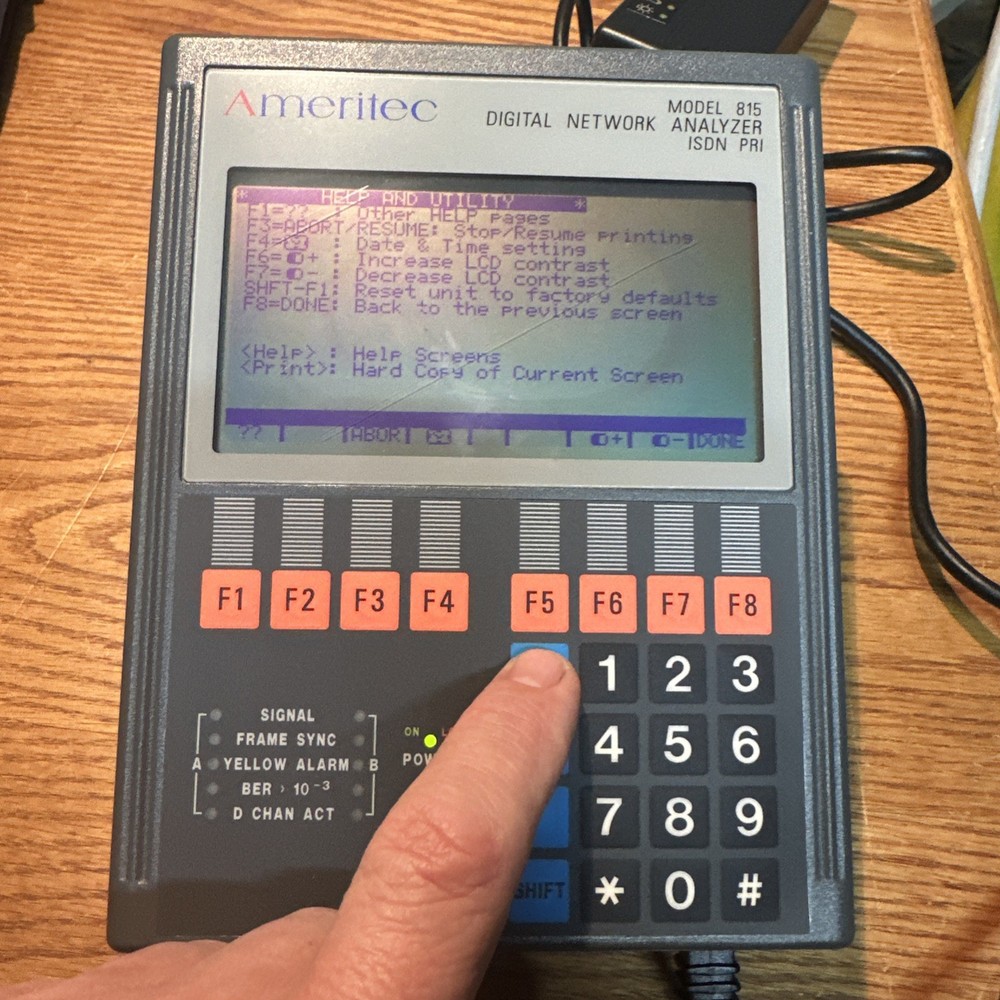 Ameritec
MODEL 815
DIGITAL NETWORK ANALYZER
ISDN PRI
* HELP AND UTILITY *
F1=?? : Other HELP pages
F3=ABORT/RESUME: Stop/Resume printing
F4= : Date & Time setting
F6= + : Increase LCD contrast
F7= - : Decrease LCD contrast
SHFT-F1: Reset unit to factory defaults
F8=DONE: Back to the previous screen
<Help> : Help Screens
<Print>: Hard Copy of Current Screen
?? | |ABOR| | | | +| -|DONE
F1 F2 F3 F4 F5 F6 F7 F8
1 2 3
4 5 6
7 8 9
SHIFT * 0 #
SIGNAL
FRAME SYNC
A YELLOW ALARM B
BER > 10⁻³
D CHAN ACT
ON